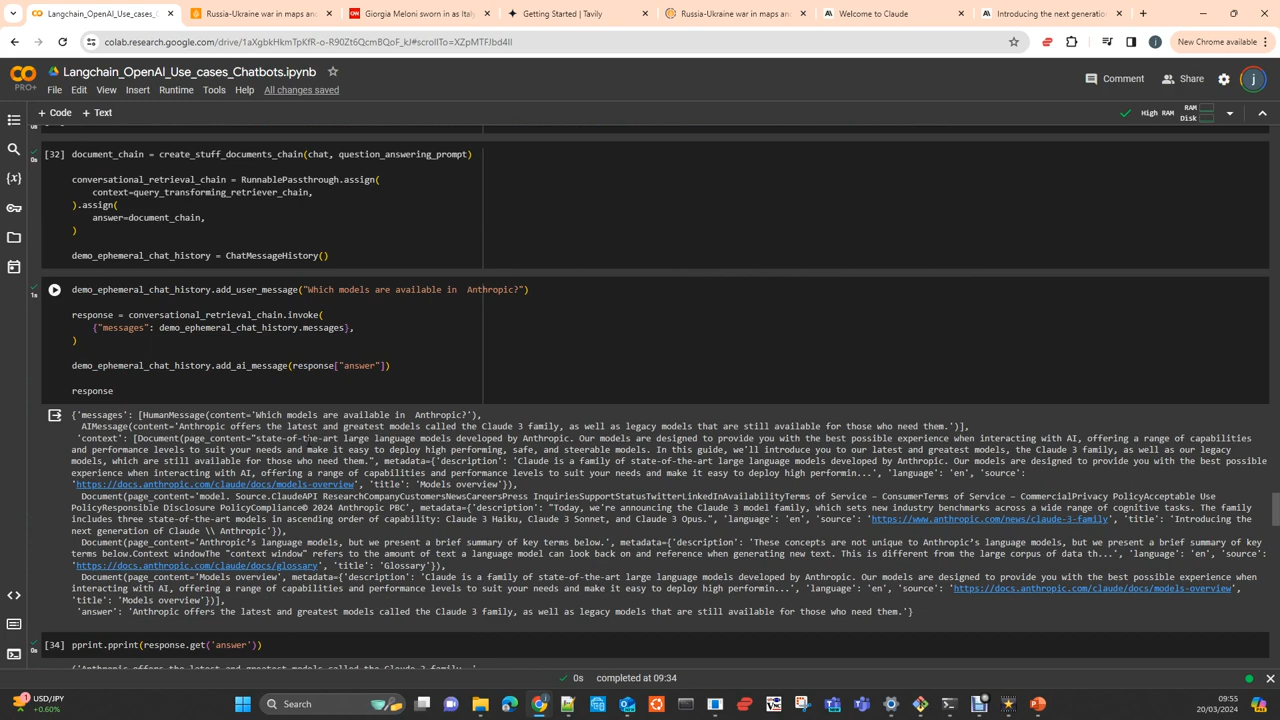 Langchain_OpenAI_Use_cases_
Russia-Ukraine war in maps and
Giorgia Meloni sworn in as Italy
Getting Started | Tavily
Russia-Ukraine war in maps and
Welcome to Claude
Introducing the next generation
colab.research.google.com/drive/1aXgbkHkmTpKfR-o-R90Zt6QcmBQoF_kJ#scrollTo=XZpMTFJbd4II
New Chrome available
CO
PRO+
Langchain_OpenAI_Use_cases_Chatbots.ipynb
Comment
Share
j
File Edit View Insert Runtime Tools Help All changes saved
+ Code + Text
High RAM
RAM
Disk
0s
[32] document_chain = create_stuff_documents_chain(chat, question_answering_prompt)
0s
conversational_retrieval_chain = RunnablePassthrough.assign(
context=query_transforming_retriever_chain,
).assign(
answer=document_chain,
)
demo_ephemeral_chat_history = ChatMessageHistory()
demo_ephemeral_chat_history.add_user_message("Which models are available in  Anthropic?")
1s
response = conversational_retrieval_chain.invoke(
{"messages": demo_ephemeral_chat_history.messages},
)
demo_ephemeral_chat_history.add_ai_message(response["answer"])
response
{'messages': [HumanMessage(content='Which models are available in  Anthropic?'),
AIMessage(content='Anthropic offers the latest and greatest models called the Claude 3 family, as well as legacy models that are still available for those who need them.')],
'context': [Document(page_content="state-of-the-art large language models developed by Anthropic. Our models are designed to provide you with the best possible experience when interacting with AI, offering a range of capabilities
and performance levels to suit your needs and make it easy to deploy high performing, safe, and steerable models. In this guide, we'll introduce you to our latest and greatest models, the Claude 3 family, as well as our legacy
models, which are still available for those who need them.", metadata={'description': 'Claude is a family of state-of-the-art large language models developed by Anthropic. Our models are designed to provide you with the best possible
experience when interacting with AI, offering a range of capabilities and performance levels to suit your needs and make it easy to deploy high performin...', 'language': 'en', 'source':
'https://docs.anthropic.com/claude/docs/models-overview', 'title': 'Models overview'}),
Document(page_content='model. Source.ClaudeAPI ResearchCompanyCustomersNewsCareersPress InquiriesSupportStatusTwitterLinkedInAvailabilityTerms of Service – ConsumerTerms of Service – CommercialPrivacy PolicyAcceptable Use
PolicyResponsible Disclosure PolicyCompliance© 2024 Anthropic PBC', metadata={'description': "Today, we're announcing the Claude 3 model family, which sets new industry benchmarks across a wide range of cognitive tasks. The family
includes three state-of-the-art models in ascending order of capability: Claude 3 Haiku, Claude 3 Sonnet, and Claude 3 Opus.", 'language': 'en', 'source': 'https://www.anthropic.com/news/claude-3-family', 'title': 'Introducing the
next generation of Claude \\ Anthropic'}),
Document(page_content='Anthropic's language models, but we present a brief summary of key terms below.', metadata={'description': 'These concepts are not unique to Anthropic's language models, but we present a brief summary of key
terms below.Context windowThe "context window" refers to the amount of text a language model can look back on and reference when generating new text. This is different from the large corpus of data th...', 'language': 'en', 'source':
'https://docs.anthropic.com/claude/docs/glossary', 'title': 'Glossary'}),
Document(page_content='Models overview', metadata={'description': 'Claude is a family of state-of-the-art large language models developed by Anthropic. Our models are designed to provide you with the best possible experience when
interacting with AI, offering a range of capabilities and performance levels to suit your needs and make it easy to deploy high performin...', 'language': 'en', 'source': 'https://docs.anthropic.com/claude/docs/models-overview',
'title': 'Models overview'})],
'answer': 'Anthropic offers the latest and greatest models called the Claude 3 family, as well as legacy models that are still available for those who need them.'}
[34] pprint.pprint(response.get('answer'))
0s
('Anthropic offers the latest and greatest models called the Claude 3 family, '
0s completed at 09:34
USD/JPY
+0.60%
Search
09:55
20/03/2024